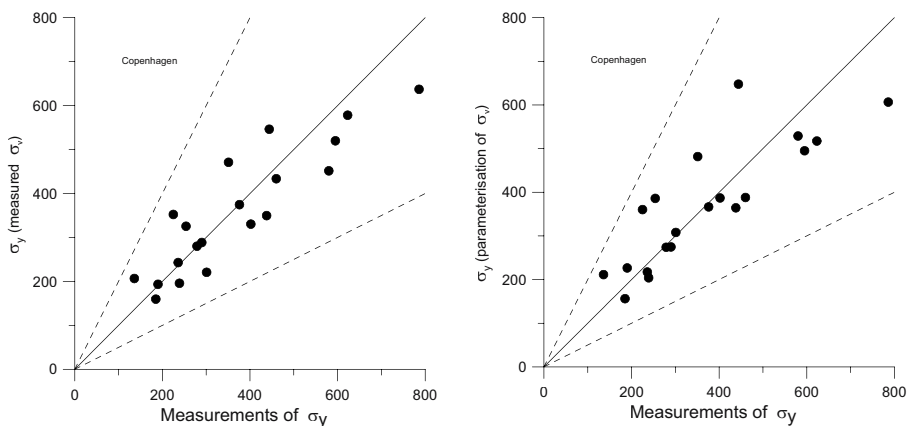 800
600
400
200
0
Copenhagen
σy (measured σv)
0 200 400 600 800
Measurements of σy
800
600
400
200
0
Copenhagen
σy (parameterisation of σv)
0 200 400 600 800
Measurements of σy